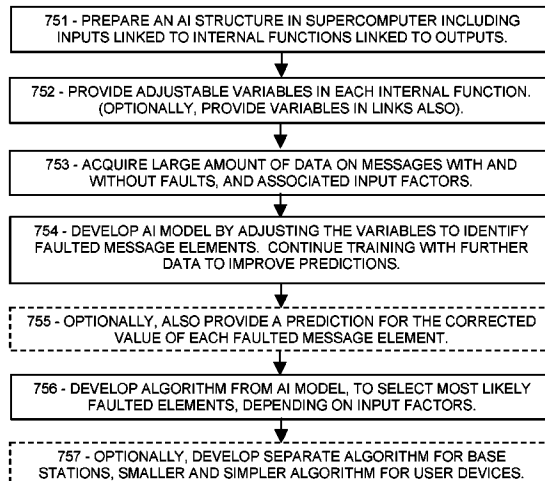 751 - PREPARE AN AI STRUCTURE IN SUPERCOMPUTER INCLUDING
INPUTS LINKED TO INTERNAL FUNCTIONS LINKED TO OUTPUTS.
752 - PROVIDE ADJUSTABLE VARIABLES IN EACH INTERNAL FUNCTION.
(OPTIONALLY, PROVIDE VARIABLES IN LINKS ALSO).
753 - ACQUIRE LARGE AMOUNT OF DATA ON MESSAGES WITH AND
WITHOUT FAULTS, AND ASSOCIATED INPUT FACTORS.
754 - DEVELOP AI MODEL BY ADJUSTING THE VARIABLES TO IDENTIFY
FAULTED MESSAGE ELEMENTS. CONTINUE TRAINING WITH FURTHER
DATA TO IMPROVE PREDICTIONS.
755 - OPTIONALLY, ALSO PROVIDE A PREDICTION FOR THE CORRECTED
VALUE OF EACH FAULTED MESSAGE ELEMENT.
756 - DEVELOP ALGORITHM FROM AI MODEL, TO SELECT MOST LIKELY
FAULTED ELEMENTS, DEPENDING ON INPUT FACTORS.
757 - OPTIONALLY, DEVELOP SEPARATE ALGORITHM FOR BASE
STATIONS, SMALLER AND SIMPLER ALGORITHM FOR USER DEVICES.